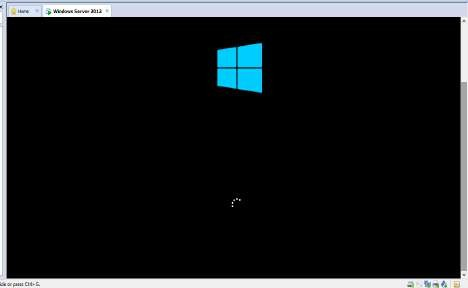 Home
Windows Server 2012
ide or press Ctrl+G.